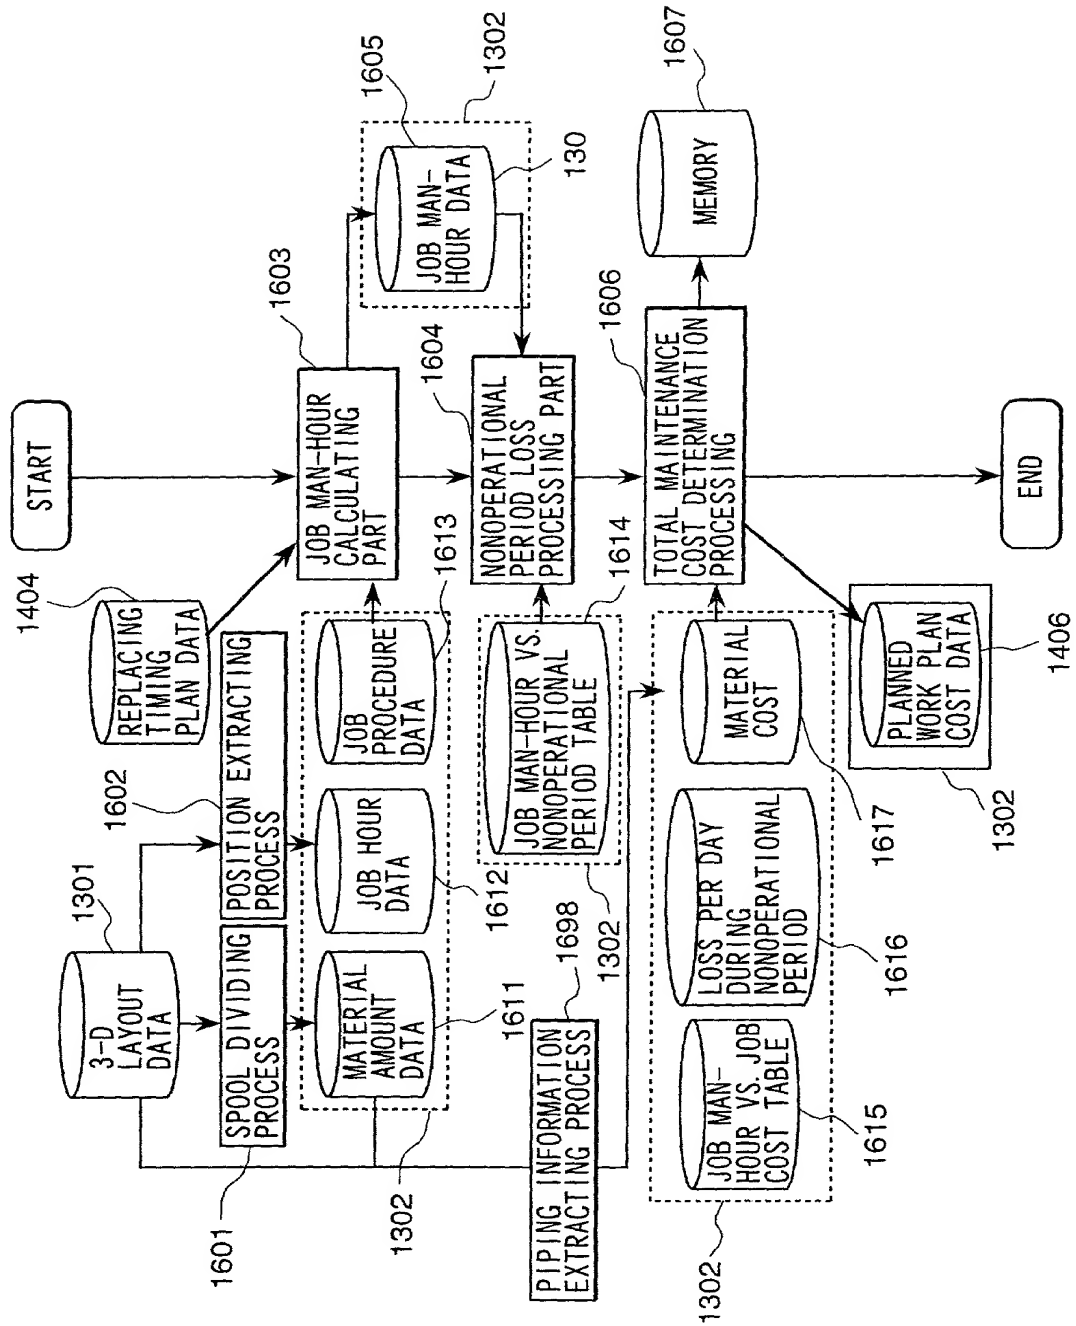 START
1404
REPLACING
TIMING
PLAN DATA
1301
3-D
LAYOUT
DATA
1602
POSITION EXTRACTING
PROCESS
1601
SPOOL DIVIDING
PROCESS
1603
JOB MAN-HOUR
CALCULATING
PART
1605
1302
JOB MAN-
HOUR DATA
130
1613
JOB
PROCEDURE
DATA
1612
JOB HOUR
DATA
1611
MATERIAL
AMOUNT
DATA
1302
1604
NONOPERATIONAL
PERIOD LOSS
PROCESSING PART
1614
JOB MAN-HOUR VS.
NONOPERATIONAL
PERIOD TABLE
1302
1698
PIPING INFORMATION
EXTRACTING PROCESS
1606
TOTAL MAINTENANCE
COST DETERMINATION
PROCESSING
1607
MEMORY
MATERIAL
COST
1617
LOSS PER DAY
DURING
NONOPERATIONAL
PERIOD
1616
JOB MAN-
HOUR VS. JOB
COST TABLE
1615
1302
PLANNED
WORK PLAN
COST DATA
1406
1302
END